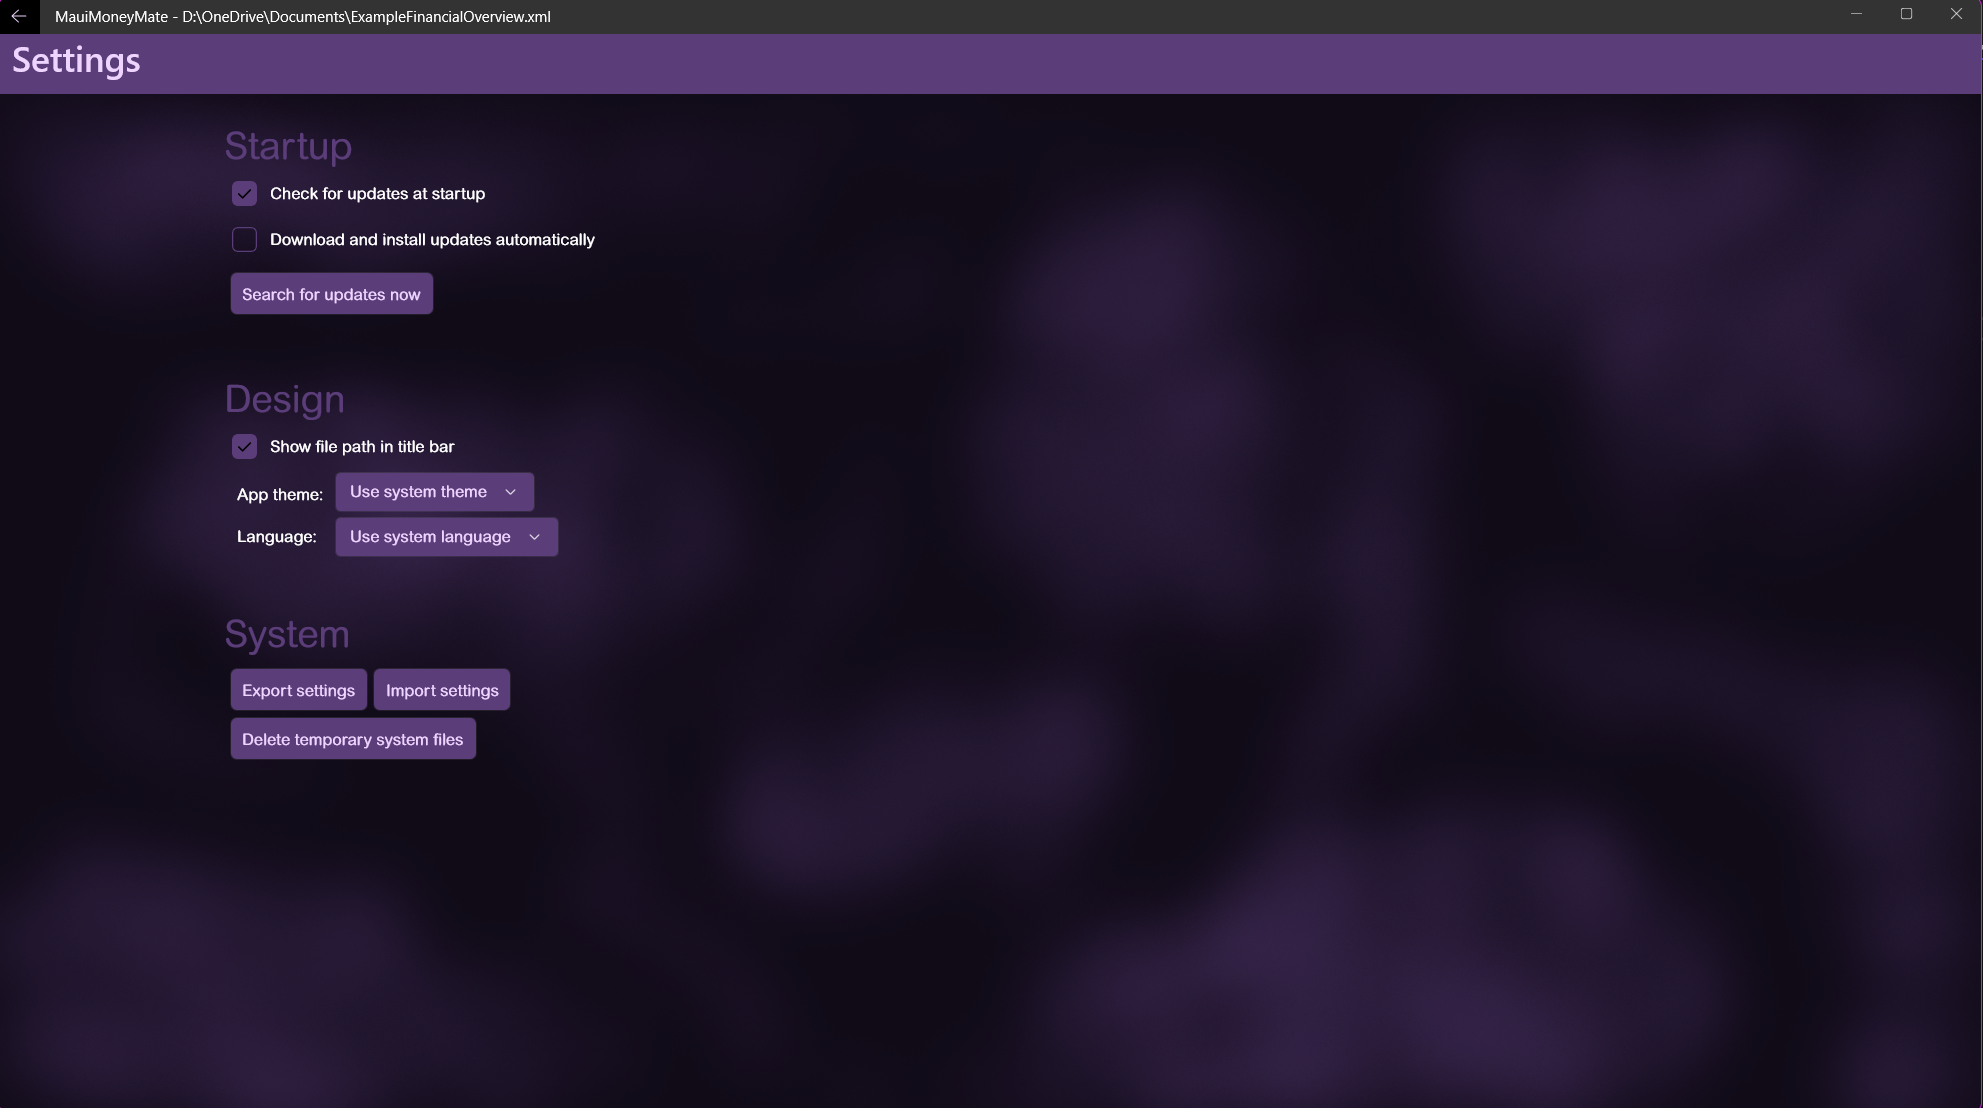 MauiMoneyMate - D:\OneDrive\Documents\ExampleFinancialOverview.xml
Settings
Startup
Check for updates at startup
Download and install updates automatically
Search for updates now
Design
Show file path in title bar
App theme: Use system theme
Language: Use system language
System
Export settings Import settings
Delete temporary system files